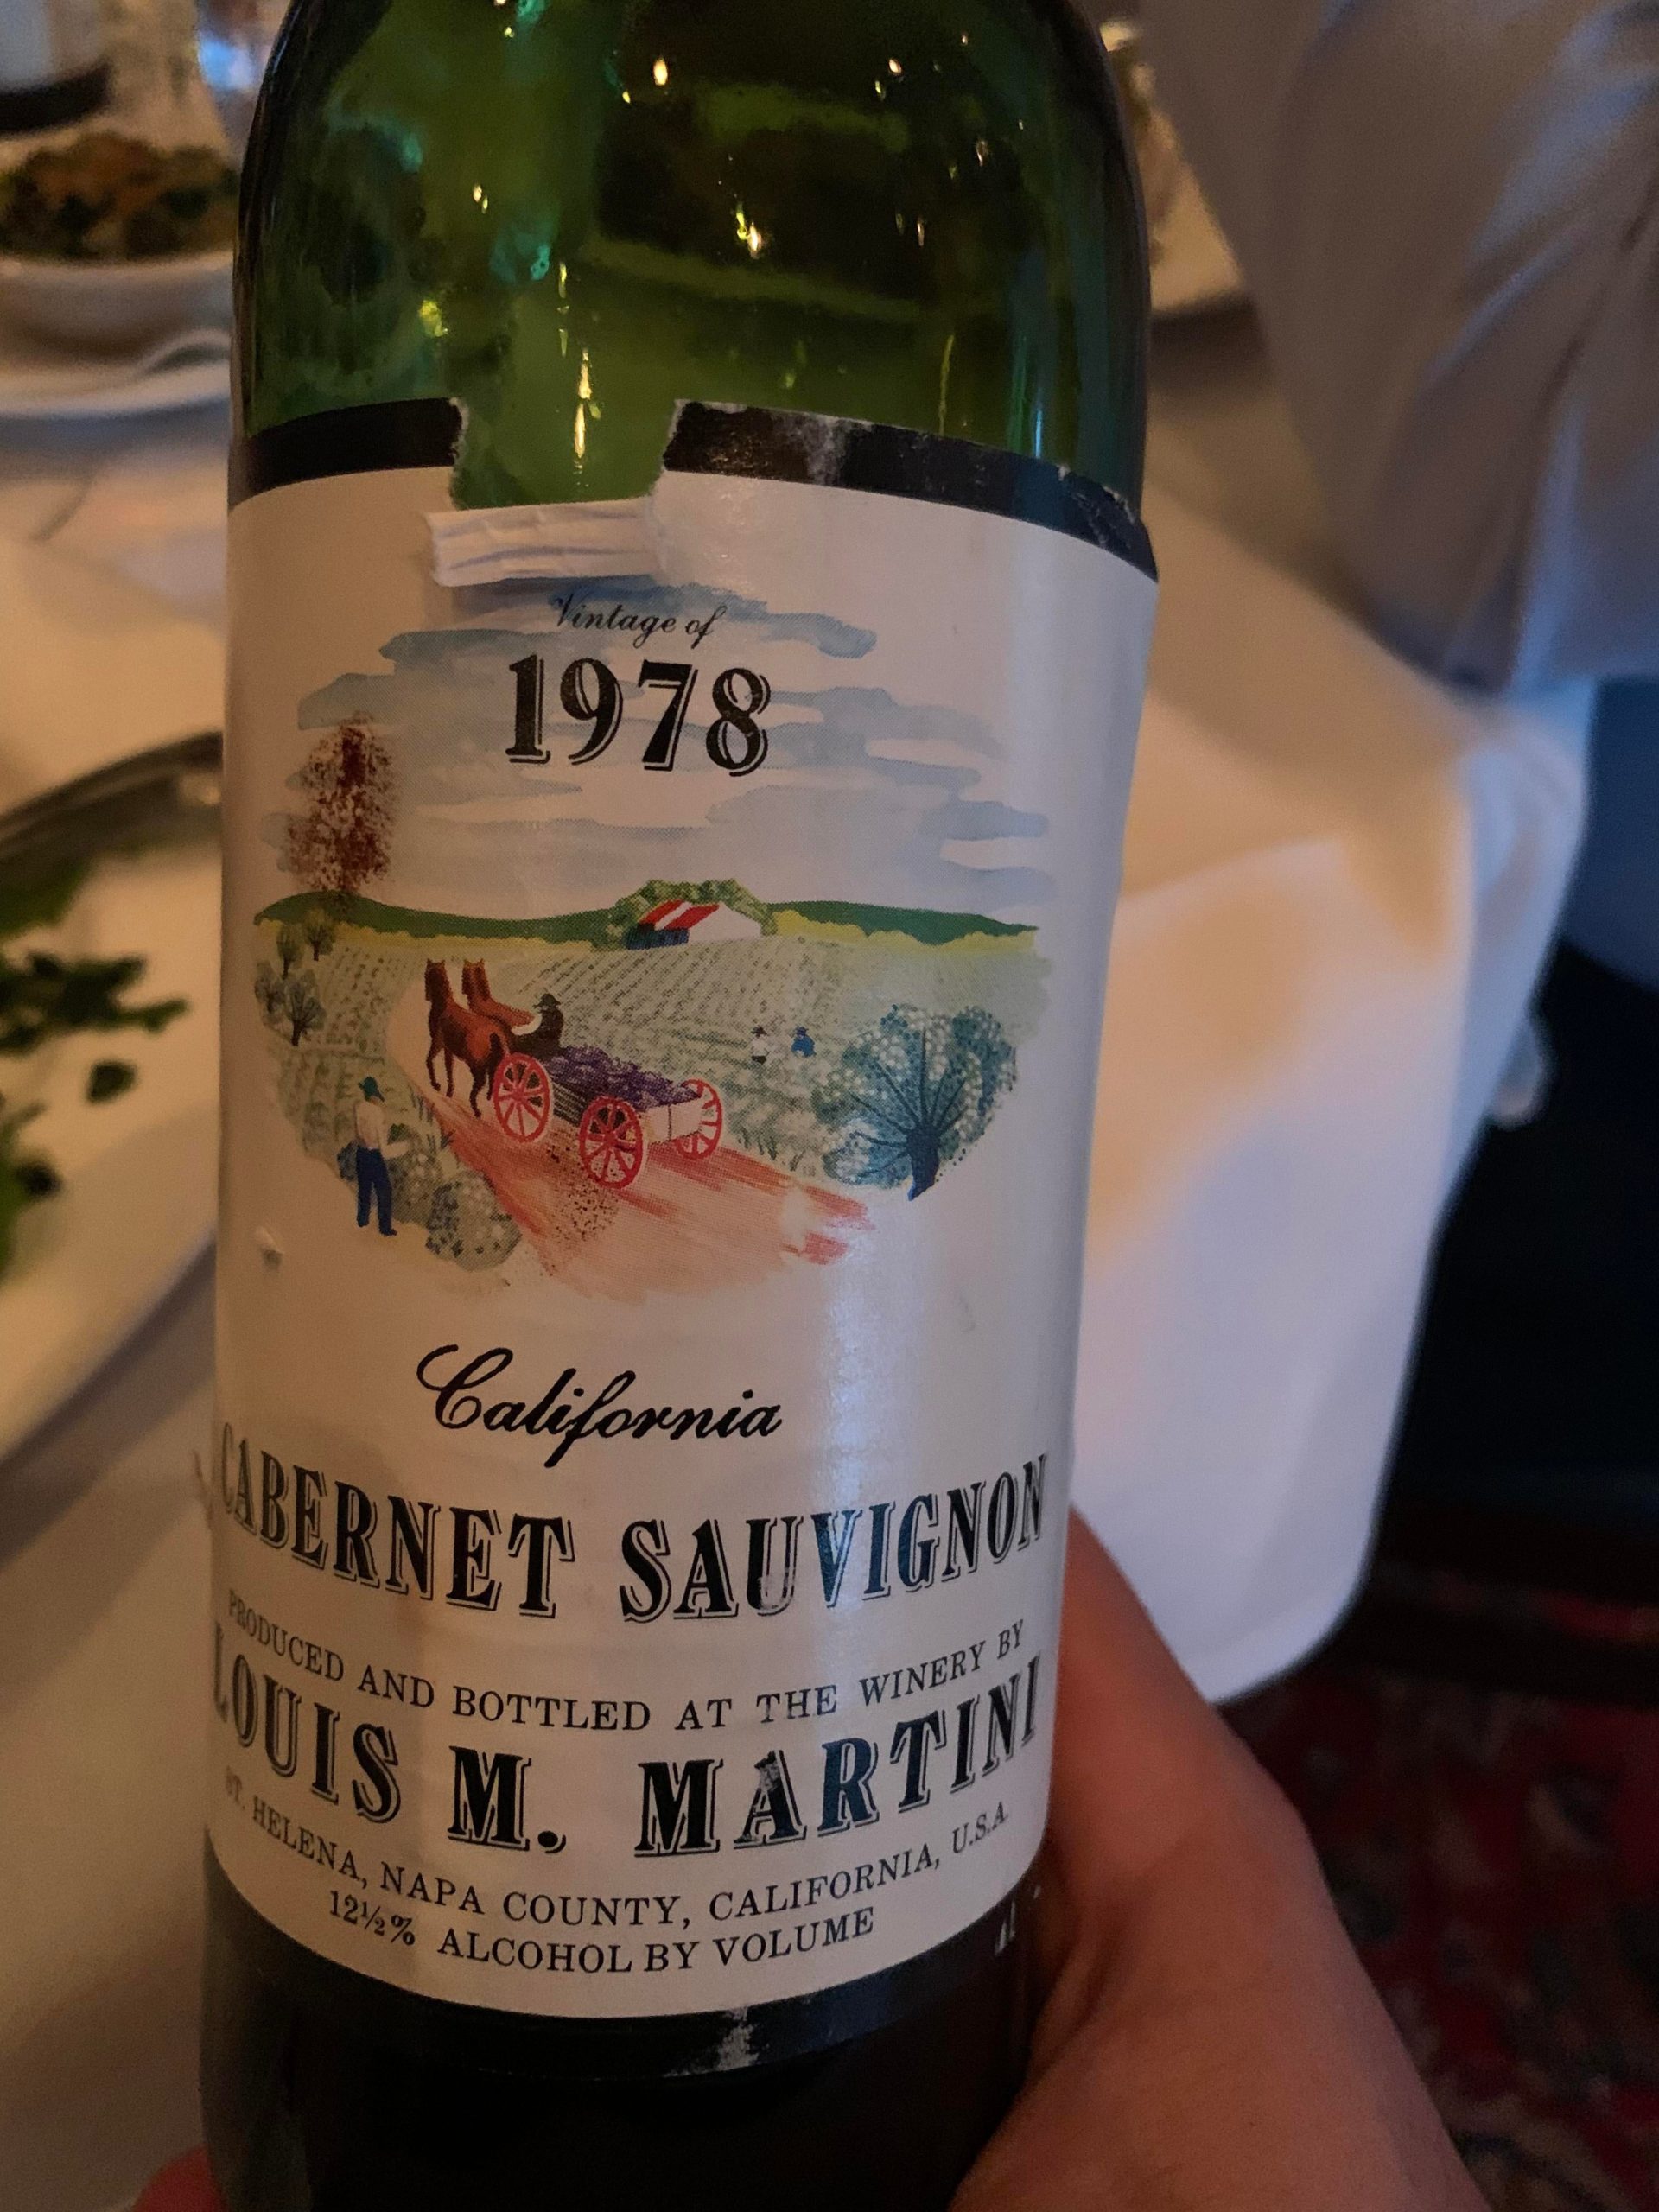 Vintage of
1978
California
CABERNET SAUVIGNON
PRODUCED AND BOTTLED AT THE WINERY BY
LOUIS M. MARTINI
ST. HELENA, NAPA COUNTY, CALIFORNIA, U.S.A.
12½% ALCOHOL BY VOLUME